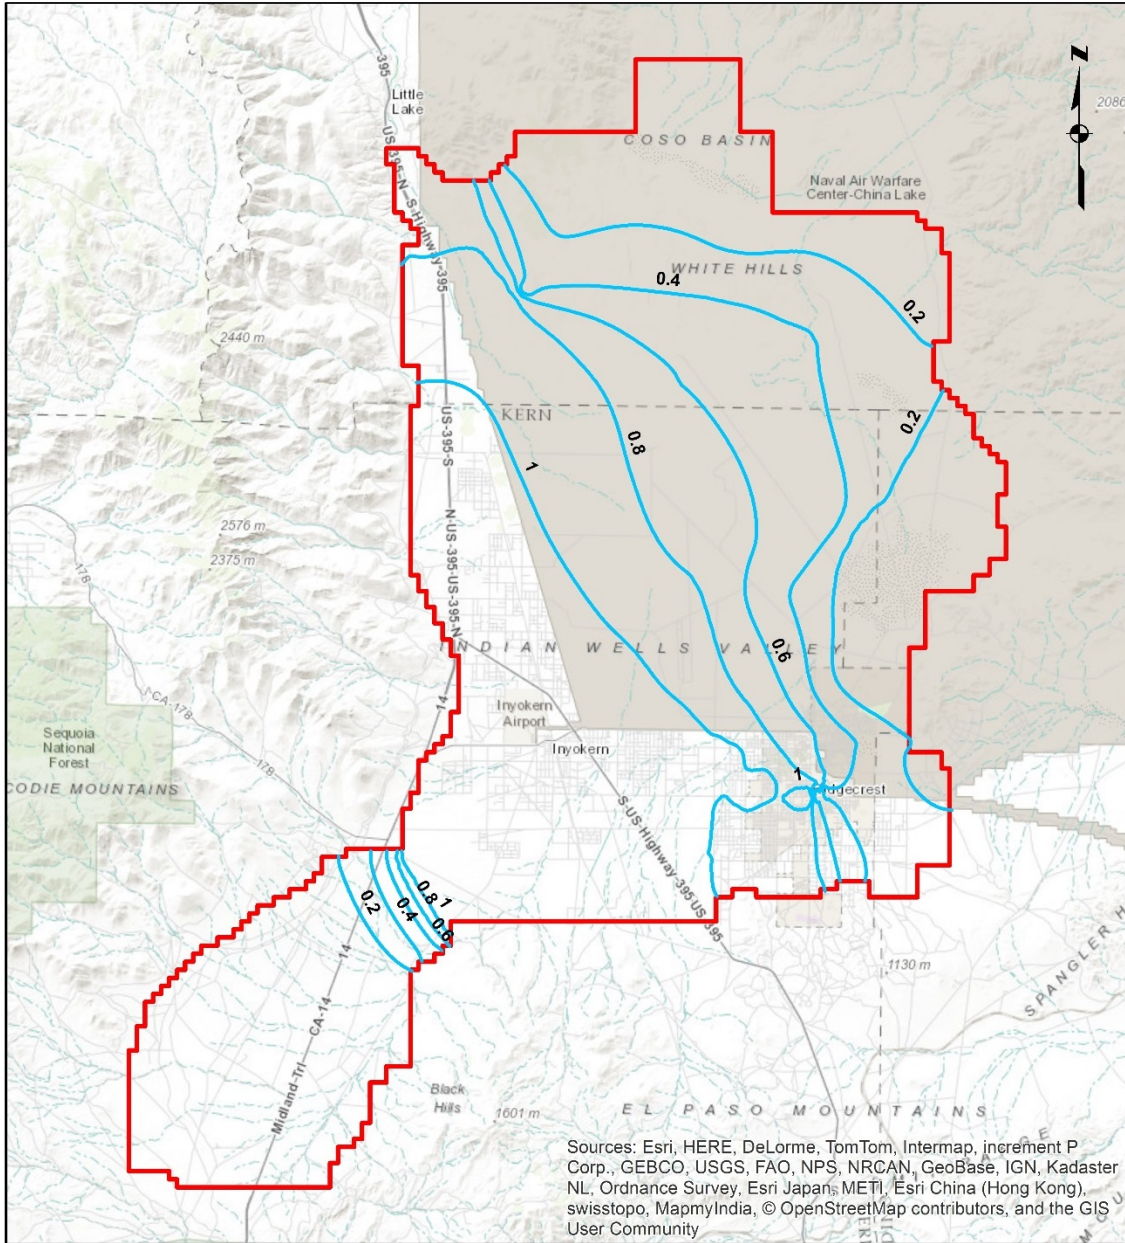 395
Little
Lake
US-395-N
S-Highway-395
N
COSO BASIN
2086
Naval Air Warfare
Center-China Lake
WHITE HILLS
0.4
0.2
2440 m
KERN
0.2
US-395-S
0.8
1
2576 m
2375 m
N-US-395-US-395-N
178
INDIAN WELLS VALLEY
0.6
14
CA-178
Inyokern
Airport
Sequoia
National
Forest
Inyokern
178
CODIE MOUNTAINS
1
dgecrest
S-US-Highway-395-US-395
0.8
1
0.2
0.4
0.6
14
CA-14
Midland-Trl
1130 m
SPANGLER H
Black
Hills
1601 m
EL PASO MOUNTAINS
Sources: Esri, HERE, DeLorme, TomTom, Intermap, increment P
Corp., GEBCO, USGS, FAO, NPS, NRCAN, GeoBase, IGN, Kadaster
NL, Ordnance Survey, Esri Japan, METI, Esri China (Hong Kong),
swisstopo, MapmyIndia, © OpenStreetMap contributors, and the GIS
User Community